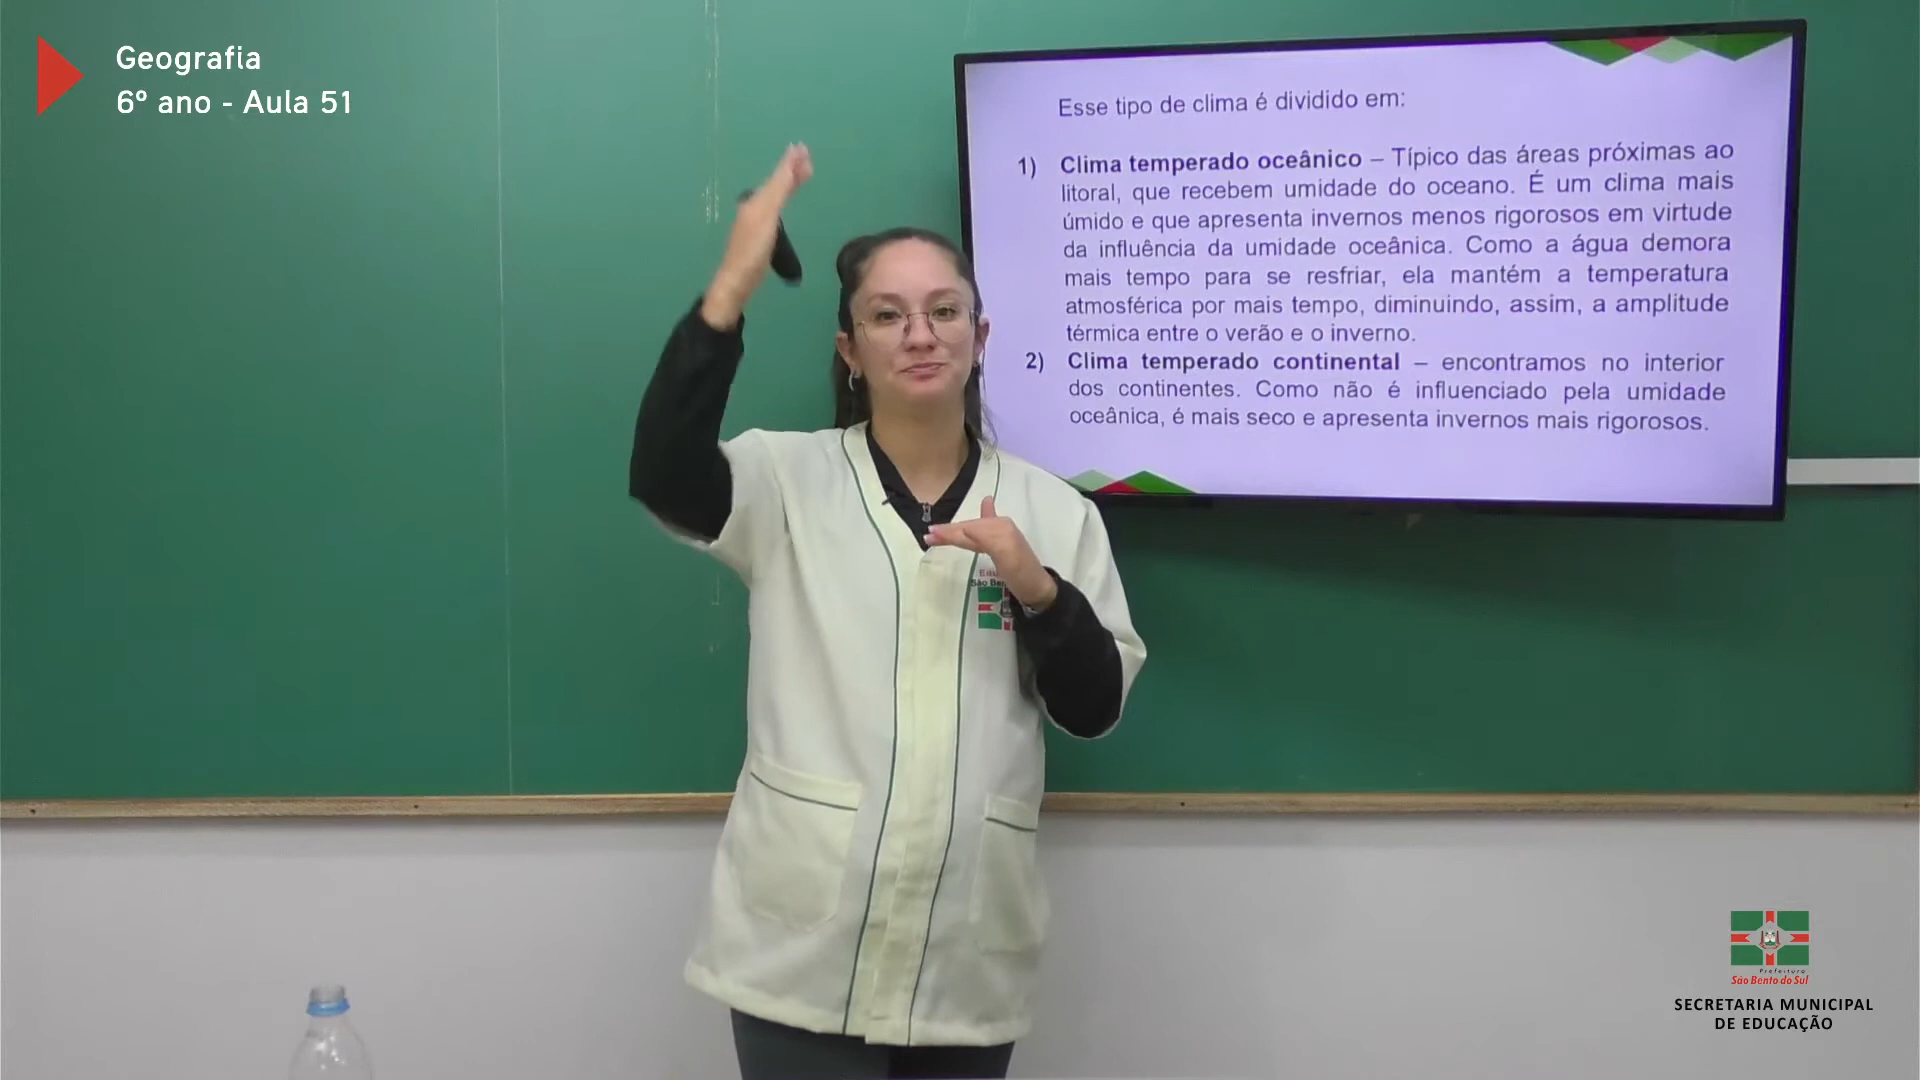 Geografia
6º ano - Aula 51
Esse tipo de clima é dividido em:
1) Clima temperado oceânico – Típico das áreas próximas ao
litoral, que recebem umidade do oceano. É um clima mais
úmido e que apresenta invernos menos rigorosos em virtude
da influência da umidade oceânica. Como a água demora
mais tempo para se resfriar, ela mantém a temperatura
atmosférica por mais tempo, diminuindo, assim, a amplitude
térmica entre o verão e o inverno.
2) Clima temperado continental – encontramos no interior
dos continentes. Como não é influenciado pela umidade
oceânica, é mais seco e apresenta invernos mais rigorosos.
São Be
Prefeitura
São Bento do Sul
SECRETARIA MUNICIPAL
DE EDUCAÇÃO